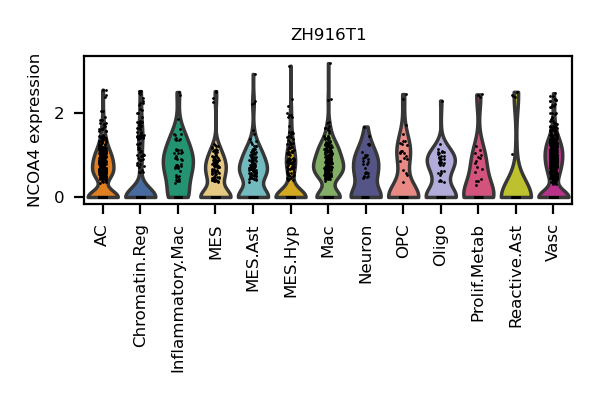 ZH916T1
NCOA4 expression
2
0
AC
Chromatin.Reg
Inflammatory.Mac
MES
MES.Ast
MES.Hyp
Mac
Neuron
OPC
Oligo
Prolif.Metab
Reactive.Ast
Vasc